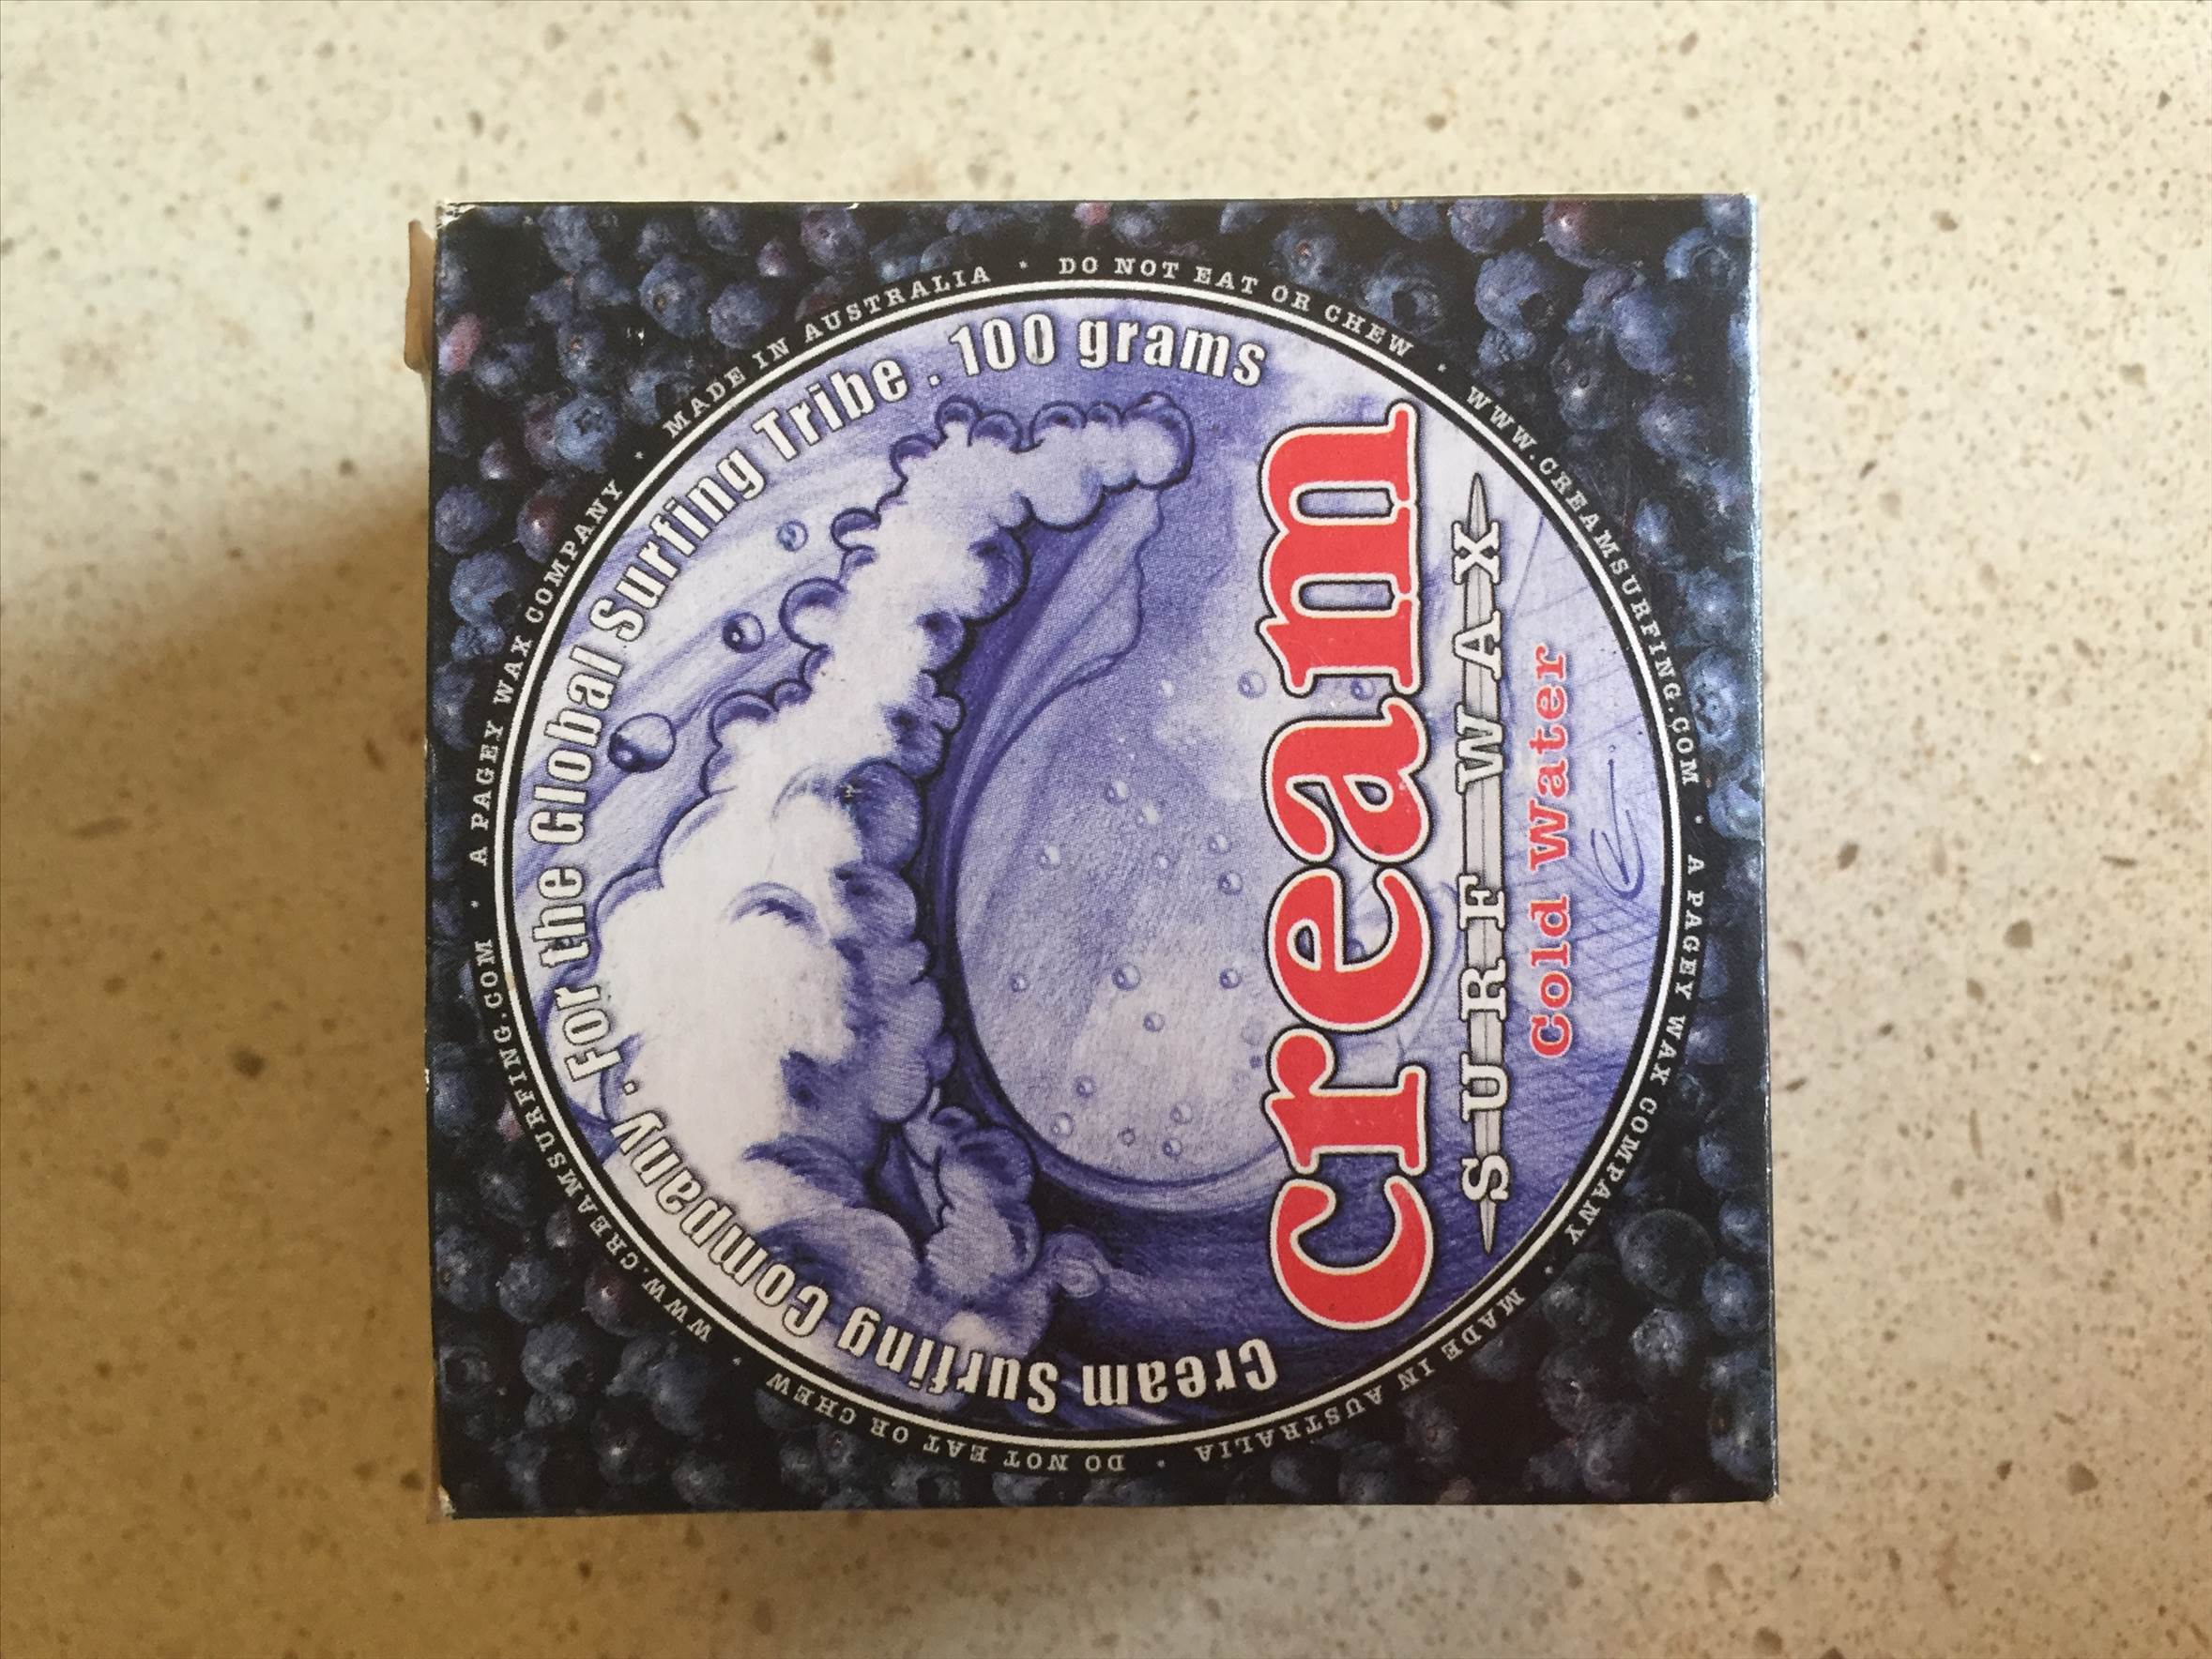 Cream Surfing Company . For the Global Surfing Tribe . 100 grams
cream
SURF WAX
Cold Water
A PAGEY WAX COMPANY * MADE IN AUSTRALIA * DO NOT EAT OR CHEW * WWW.CREAMSURFING.COM * A PAGEY WAX COMPANY * MADE IN AUSTRALIA * DO NOT EAT OR CHEW * WWW.CREAMSURFING.COM *